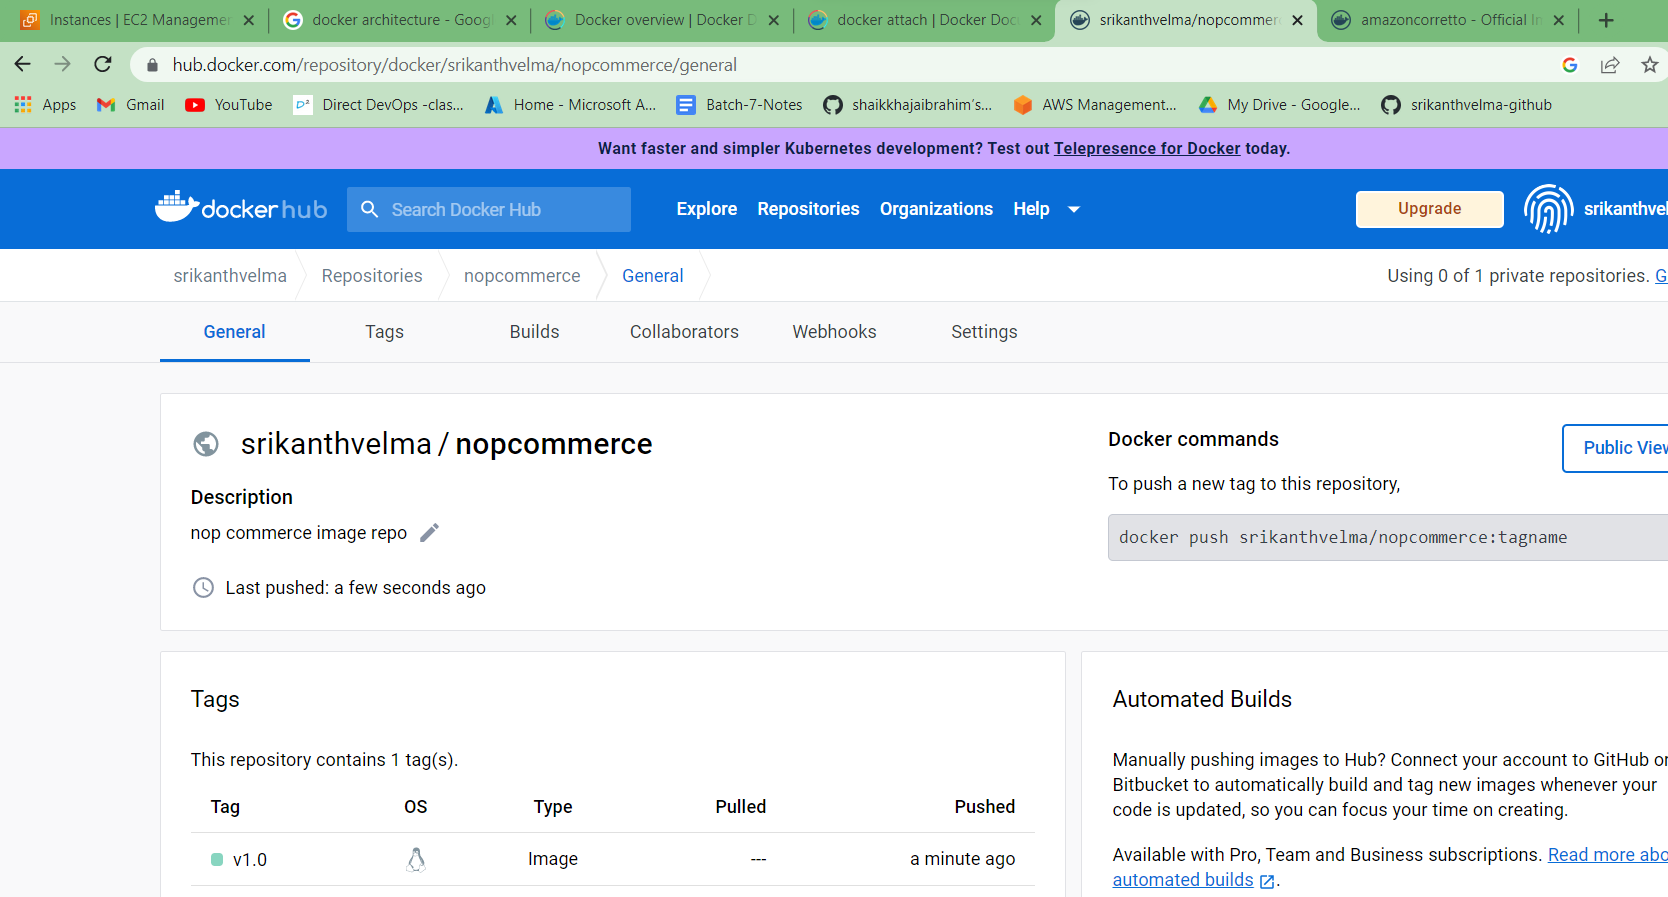 Instances | EC2 Managemer
docker architecture - Googl
Docker overview | Docker D
docker attach | Docker Doc
srikanthvelma/nopcommer
amazoncorretto - Official In
hub.docker.com/repository/docker/srikanthvelma/nopcommerce/general
Apps
Gmail
YouTube
Direct DevOps -clas...
Home - Microsoft A...
Batch-7-Notes
shaikkhajaibrahim's...
AWS Management...
My Drive - Google...
srikanthvelma-github
Want faster and simpler Kubernetes development? Test out Telepresence for Docker today.
docker hub
Search Docker Hub
Explore
Repositories
Organizations
Help
Upgrade
srikanthvel
srikanthvelma
Repositories
nopcommerce
General
Using 0 of 1 private repositories. G
General
Tags
Builds
Collaborators
Webhooks
Settings
srikanthvelma / nopcommerce
Description
nop commerce image repo
Last pushed: a few seconds ago
Docker commands
Public View
To push a new tag to this repository,
docker push srikanthvelma/nopcommerce:tagname
Tags
This repository contains 1 tag(s).
Tag OS Type Pulled Pushed
v1.0 Image --- a minute ago
Automated Builds
Manually pushing images to Hub? Connect your account to GitHub or
Bitbucket to automatically build and tag new images whenever your
code is updated, so you can focus your time on creating.
Available with Pro, Team and Business subscriptions. Read more abo
automated builds.